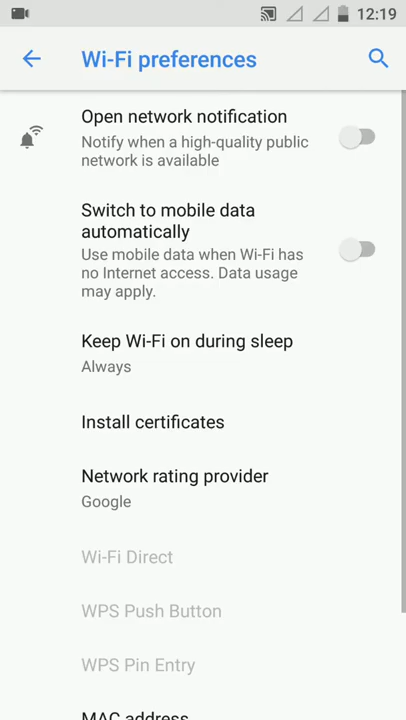 12:19
Wi-Fi preferences
Open network notification
Notify when a high-quality public
network is available
Switch to mobile data
automatically
Use mobile data when Wi-Fi has
no Internet access. Data usage
may apply.
Keep Wi-Fi on during sleep
Always
Install certificates
Network rating provider
Google
Wi-Fi Direct
WPS Push Button
WPS Pin Entry
MAC address